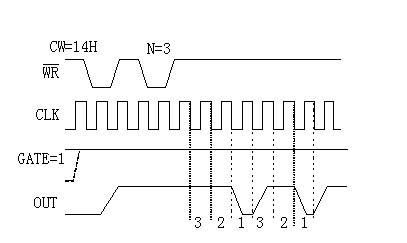 CW=14H N=3
WR
CLK
GATE=1
OUT
3 2 1 3 2 1